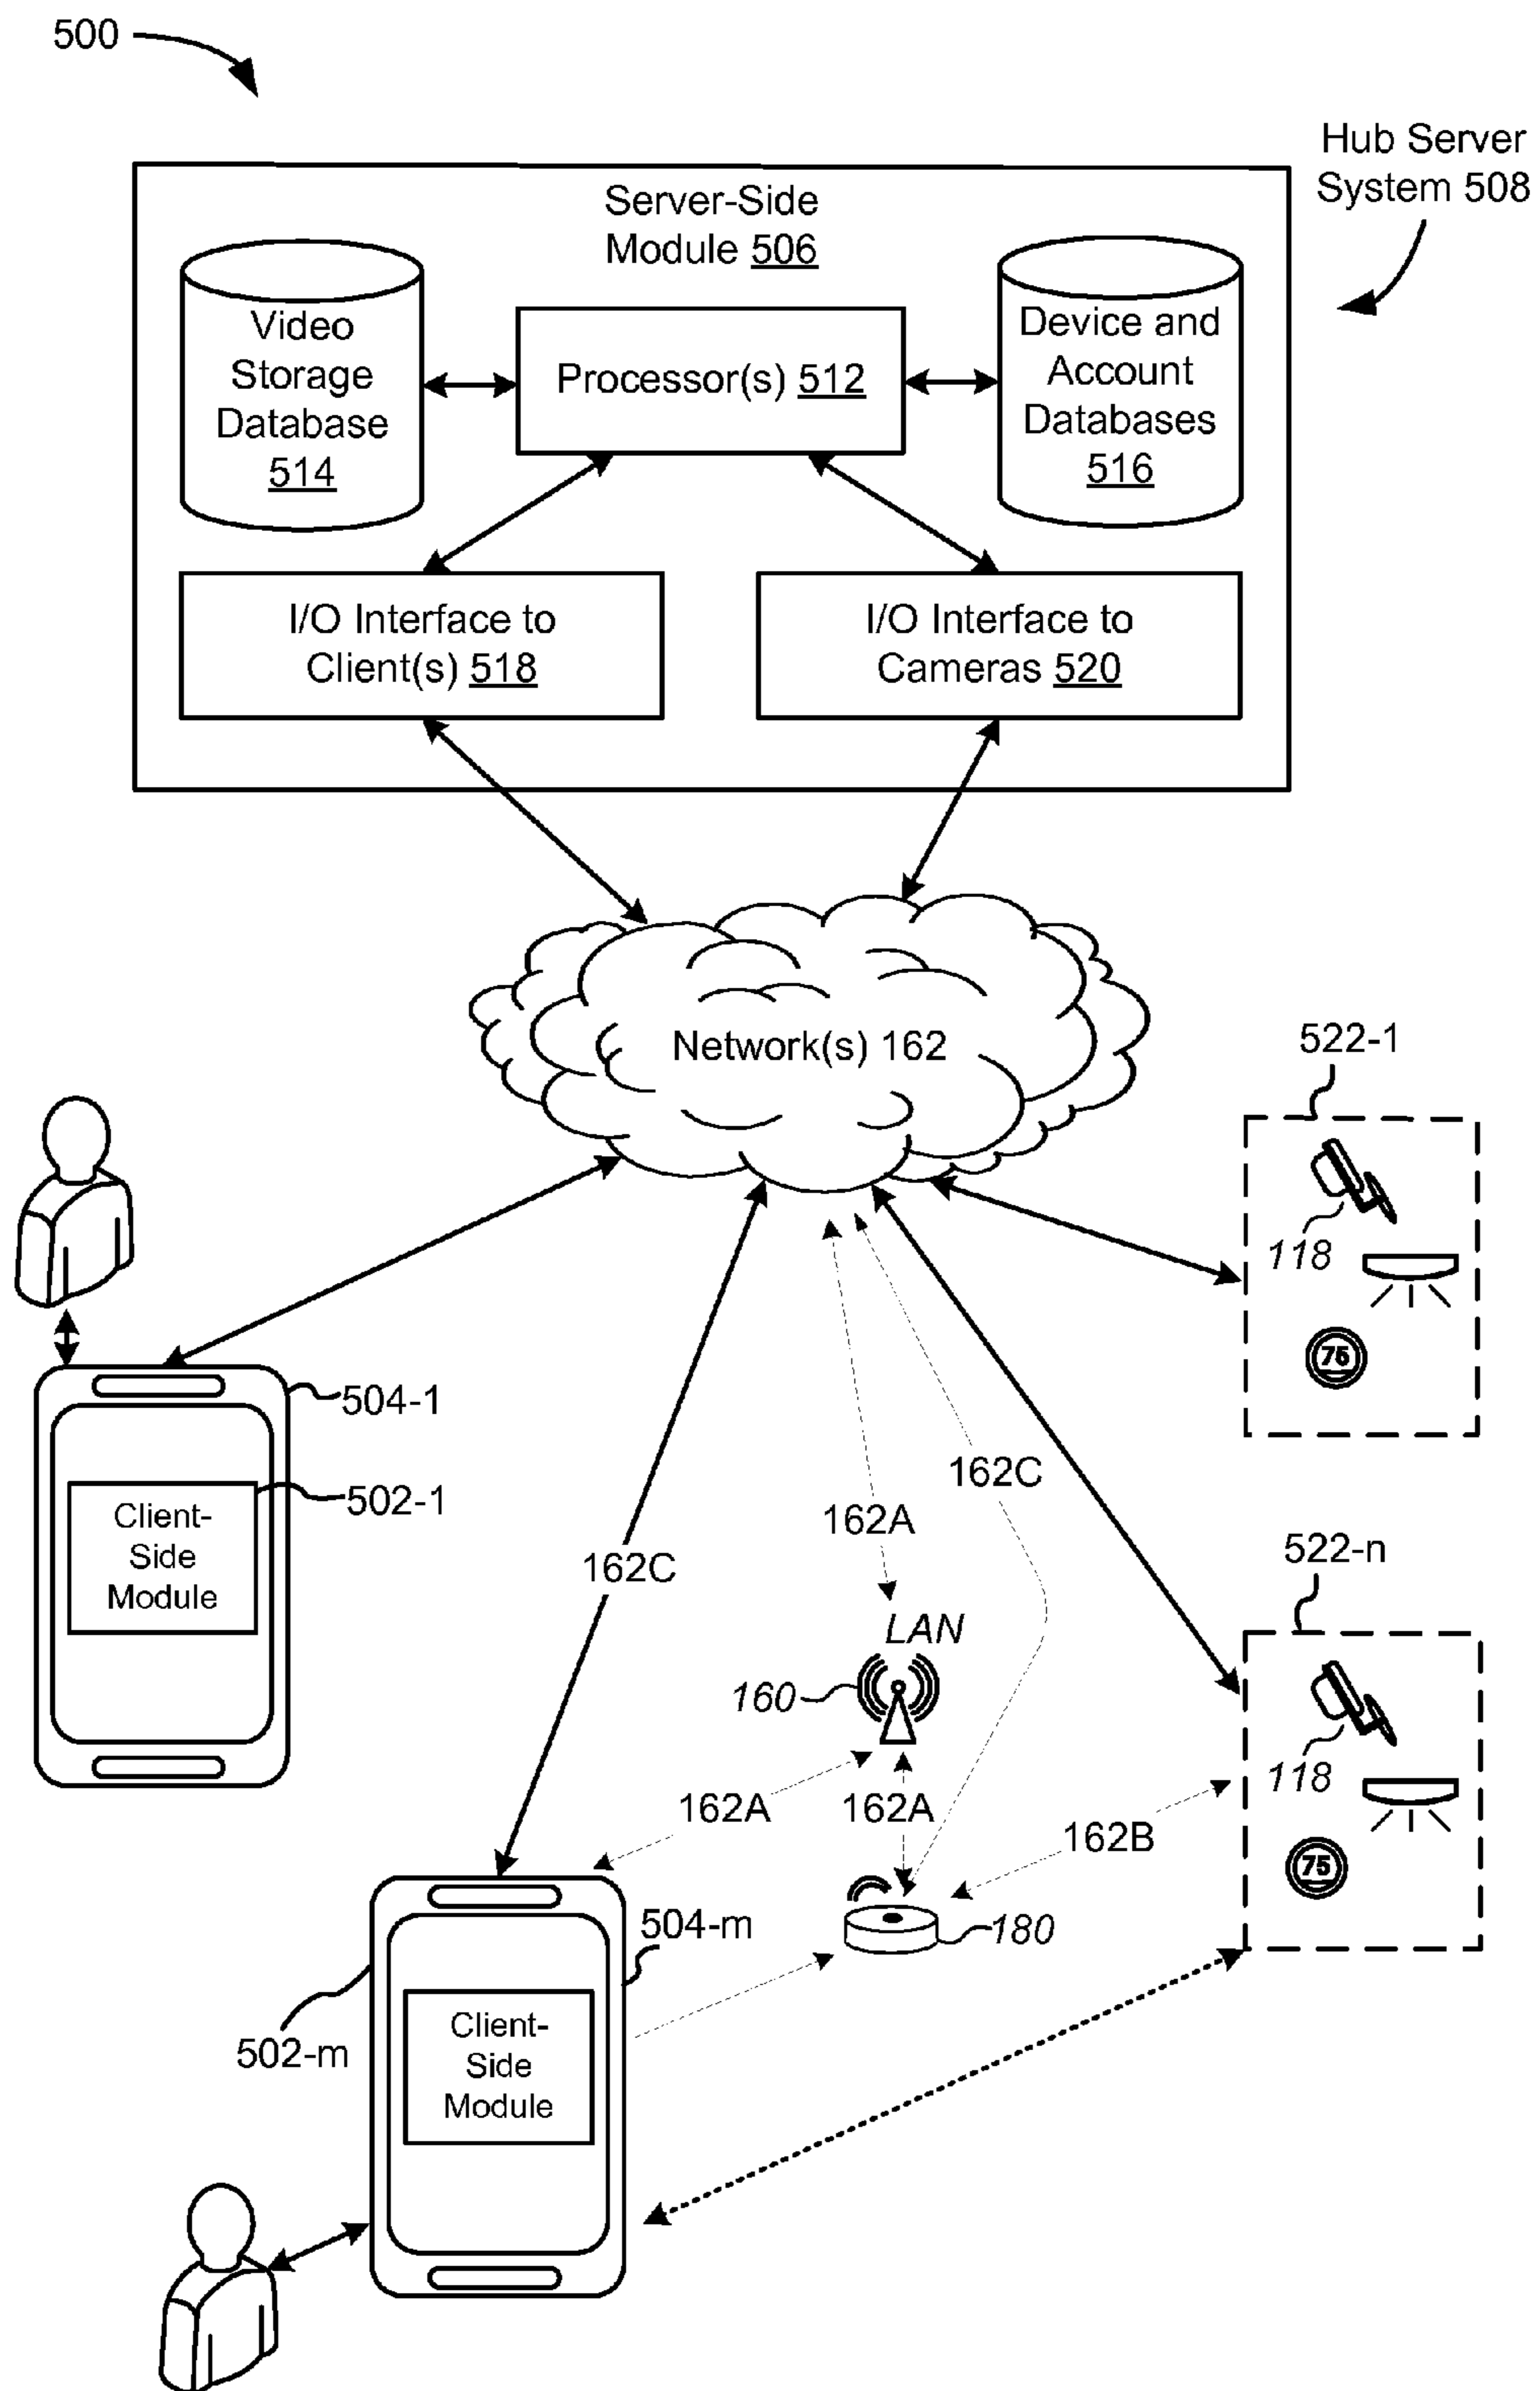 500
Hub Server
System 508
Server-Side
Module 506
Video
Storage
Database
514
Processor(s) 512
Device and
Account
Databases
516
I/O Interface to
Client(s) 518
I/O Interface to
Cameras 520
Network(s) 162
522-1
118
75
504-1
502-1
Client-
Side
Module
162C
162A
162C
522-n
LAN
160
118
162A
162A
162B
75
504-m
180
502-m
Client-
Side
Module